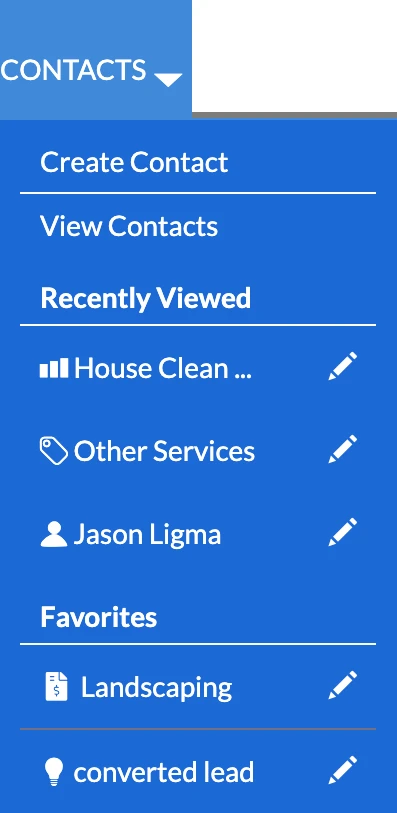 CONTACTS
Create Contact
View Contacts
Recently Viewed
House Clean ...
Other Services
Jason Ligma
Favorites
$ Landscaping
converted lead